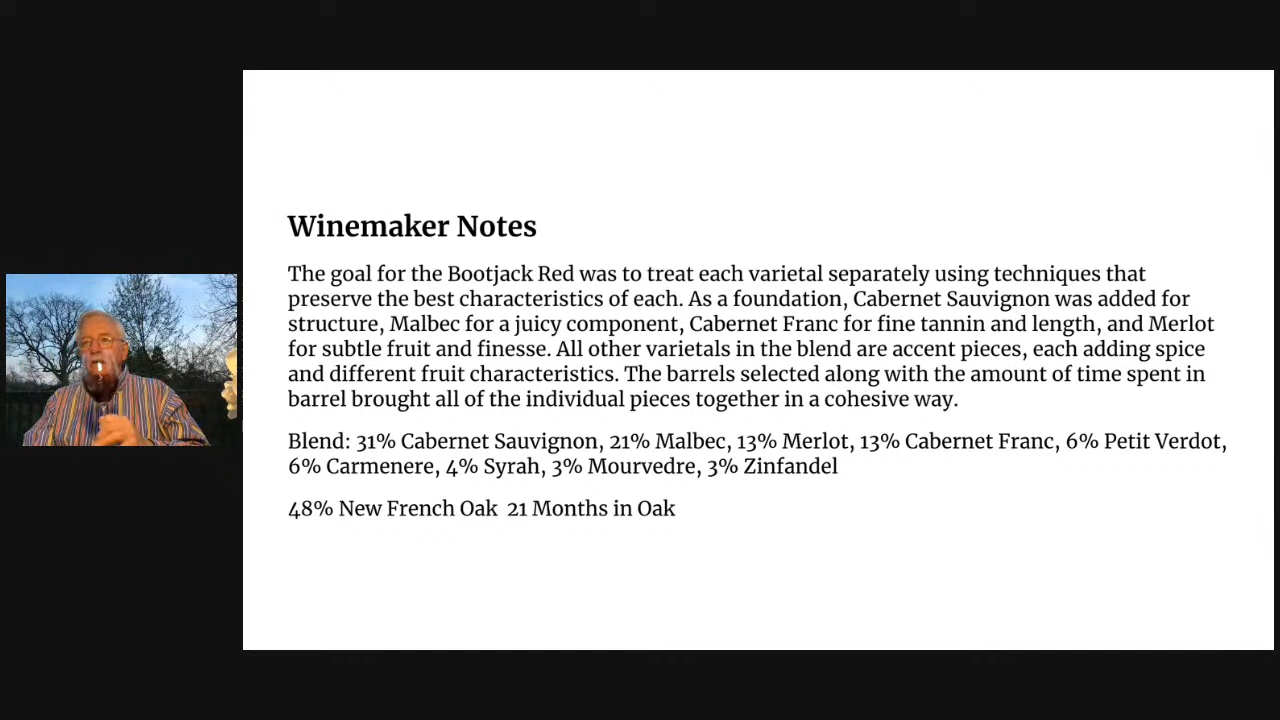 Winemaker Notes
The goal for the Bootjack Red was to treat each varietal separately using techniques that
preserve the best characteristics of each. As a foundation, Cabernet Sauvignon was added for
structure, Malbec for a juicy component, Cabernet Franc for fine tannin and length, and Merlot
for subtle fruit and finesse. All other varietals in the blend are accent pieces, each adding spice
and different fruit characteristics. The barrels selected along with the amount of time spent in
barrel brought all of the individual pieces together in a cohesive way.
Blend: 31% Cabernet Sauvignon, 21% Malbec, 13% Merlot, 13% Cabernet Franc, 6% Petit Verdot,
6% Carmenere, 4% Syrah, 3% Mourvedre, 3% Zinfandel
48% New French Oak  21 Months in Oak